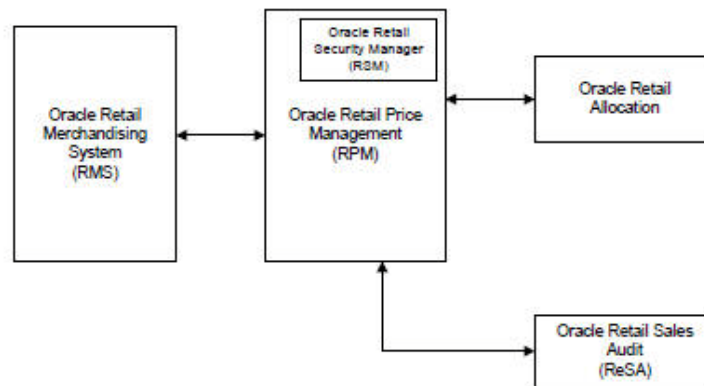 Oracle Retail
Merchandising
System
(RMS)
Oracle Retail
Security Manager
(RSM)
Oracle Retail Price
Management
(RPM)
Oracle Retail
Allocation
Oracle Retail Sales
Audit
(ReSA)